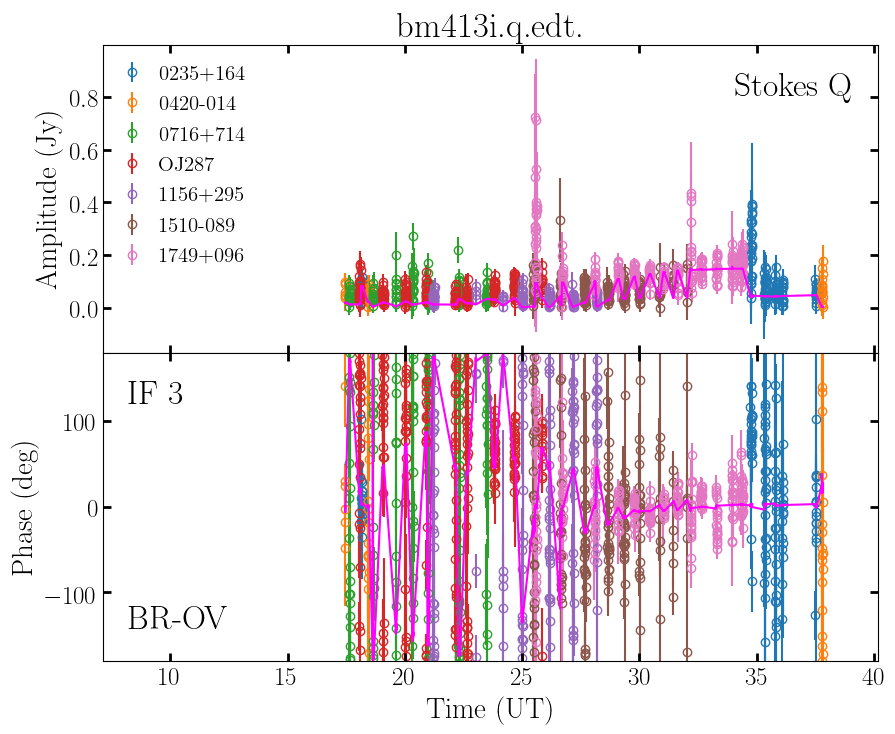 bm413i.q.edt.
Stokes Q
0235+164
0420-014
0716+714
OJ287
1156+295
1510-089
1749+096
Amplitude (Jy)
0.8
0.6
0.4
0.2
0.0
IF 3
BR-OV
Phase (deg)
100
0
−100
10 15 20 25 30 35 40
Time (UT)